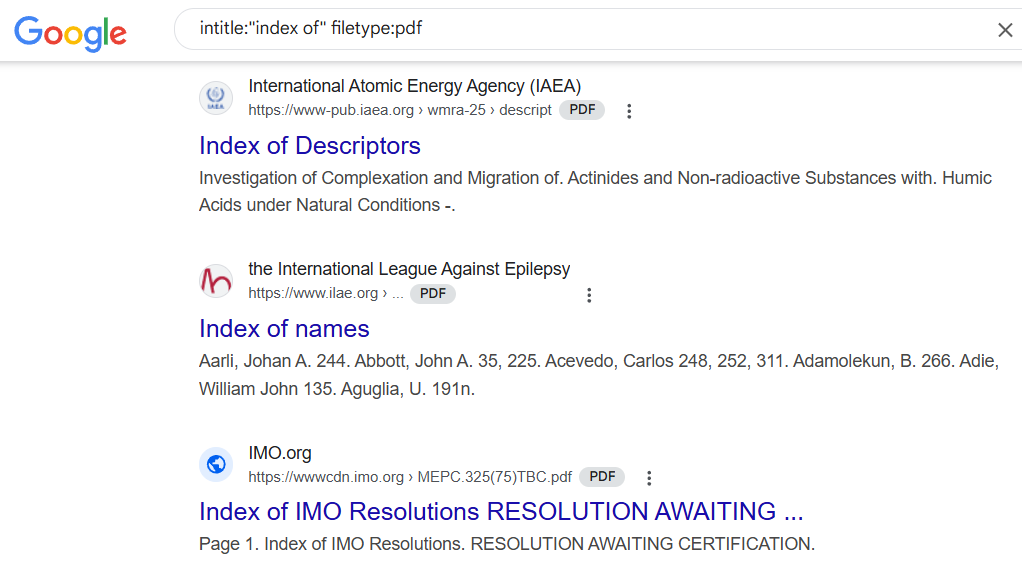 Google
intitle:"index of" filetype:pdf
IAEA
International Atomic Energy Agency (IAEA)
https://www-pub.iaea.org › wmra-25 › descript PDF
Index of Descriptors
Investigation of Complexation and Migration of. Actinides and Non-radioactive Substances with. Humic
Acids under Natural Conditions -.
the International League Against Epilepsy
https://www.ilae.org › ... PDF
Index of names
Aarli, Johan A. 244. Abbott, John A. 35, 225. Acevedo, Carlos 248, 252, 311. Adamolekun, B. 266. Adie,
William John 135. Aguglia, U. 191n.
IMO.org
https://wwwcdn.imo.org › MEPC.325(75)TBC.pdf PDF
Index of IMO Resolutions RESOLUTION AWAITING ...
Page 1. Index of IMO Resolutions. RESOLUTION AWAITING CERTIFICATION.